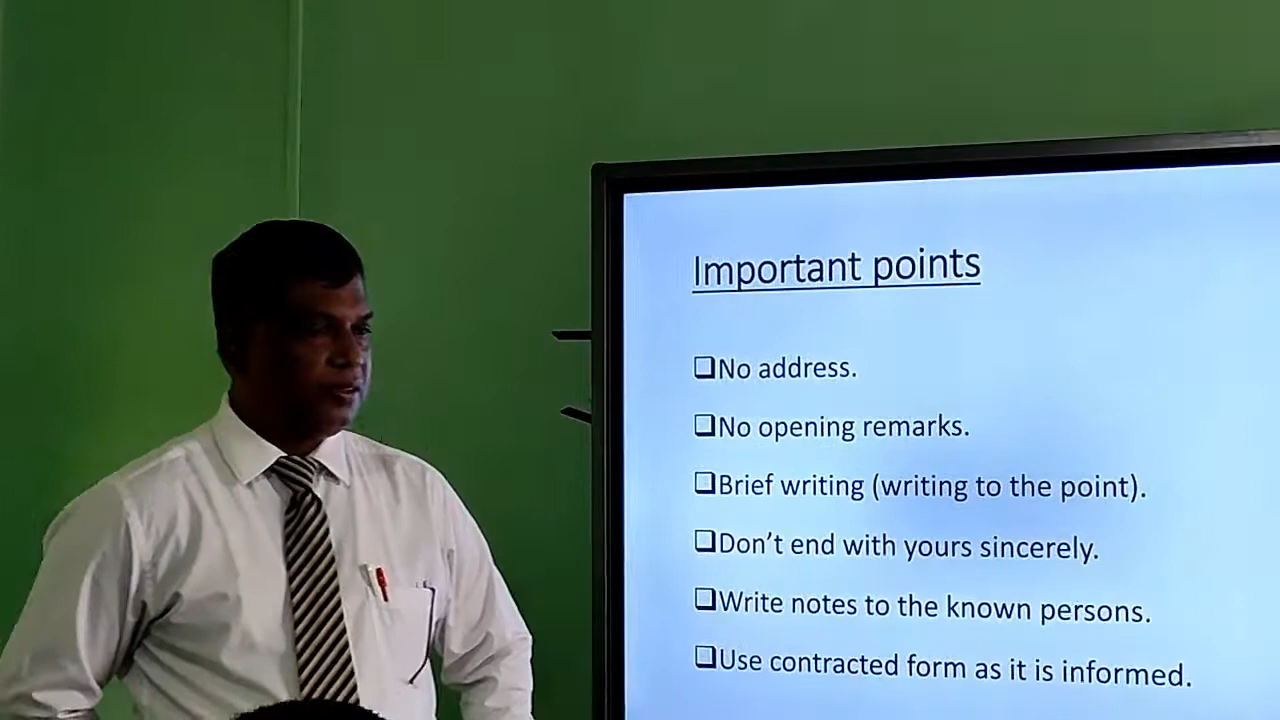 Important points
❑No address.
❑No opening remarks.
❑Brief writing (writing to the point).
❑Don’t end with yours sincerely.
❑Write notes to the known persons.
❑Use contracted form as it is informed.